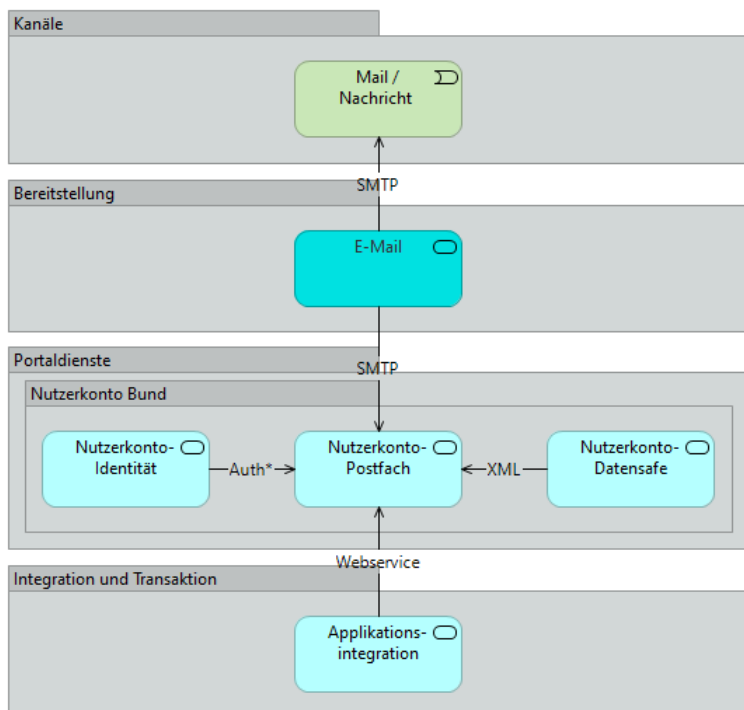 Kanäle
Mail /
Nachricht
SMTP
Bereitstellung
E-Mail
Portaldienste
SMTP
Nutzerkonto Bund
Nutzerkonto-
Identität
Auth*
Nutzerkonto-
Postfach
XML
Nutzerkonto-
Datensafe
Webservice
Integration und Transaktion
Applikations-
integration